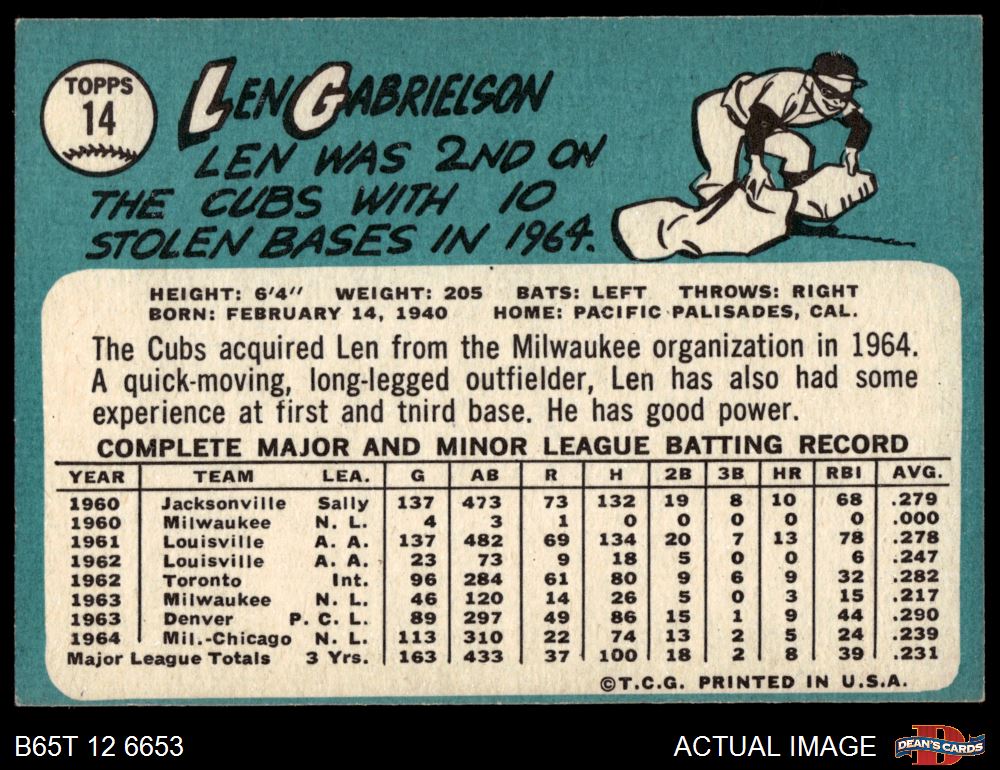 TOPPS
14
LEN GABRIELSON
LEN WAS 2ND ON
THE CUBS WITH 10
STOLEN BASES IN 1964.
HEIGHT: 6'4" WEIGHT: 205 BATS: LEFT THROWS: RIGHT
BORN: FEBRUARY 14, 1940 HOME: PACIFIC PALISADES, CAL.
The Cubs acquired Len from the Milwaukee organization in 1964.
A quick-moving, long-legged outfielder, Len has also had some
experience at first and tnird base. He has good power.
COMPLETE MAJOR AND MINOR LEAGUE BATTING RECORD
YEAR TEAM LEA. G AB R H 2B 3B HR RBI AVG.
1960 Jacksonville Sally 137 473 73 132 19 8 10 68 .279
1960 Milwaukee N. L. 4 3 1 0 0 0 0 0 .000
1961 Louisville A. A. 137 482 69 134 20 7 13 78 .278
1962 Louisville A. A. 23 73 9 18 5 0 0 6 .247
1962 Toronto Int. 96 284 61 80 9 6 9 32 .282
1963 Milwaukee N. L. 46 120 14 26 5 0 3 15 .217
1963 Denver P. C. L. 89 297 49 86 15 1 9 44 .290
1964 Mil.-Chicago N. L. 113 310 22 74 13 2 5 24 .239
Major League Totals 3 Yrs. 163 433 37 100 18 2 8 39 .231
©T.C.G. PRINTED IN U.S.A.
B65T 12 6653 ACTUAL IMAGE DEAN'S CARDS